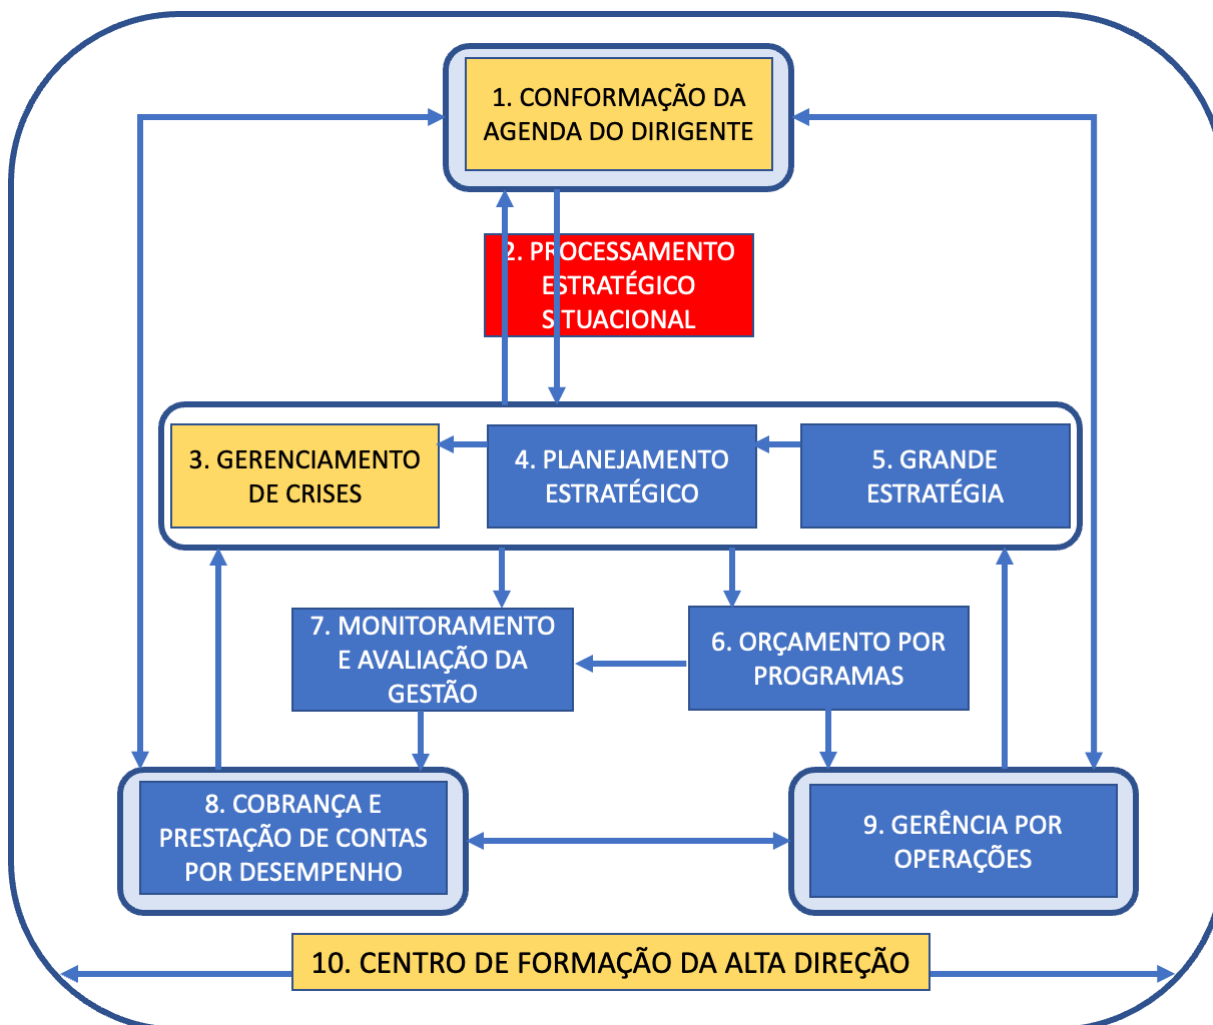 1. CONFORMAÇÃO DA
AGENDA DO DIRIGENTE
2. PROCESSAMENTO
ESTRATÉGICO
SITUACIONAL
3. GERENCIAMENTO
DE CRISES
4. PLANEJAMENTO
ESTRATÉGICO
5. GRANDE
ESTRATÉGIA
7. MONITORAMENTO
E AVALIAÇÃO DA
GESTÃO
6. ORÇAMENTO POR
PROGRAMAS
8. COBRANÇA E
PRESTAÇÃO DE CONTAS
POR DESEMPENHO
9. GERÊNCIA POR
OPERAÇÕES
10. CENTRO DE FORMAÇÃO DA ALTA DIREÇÃO